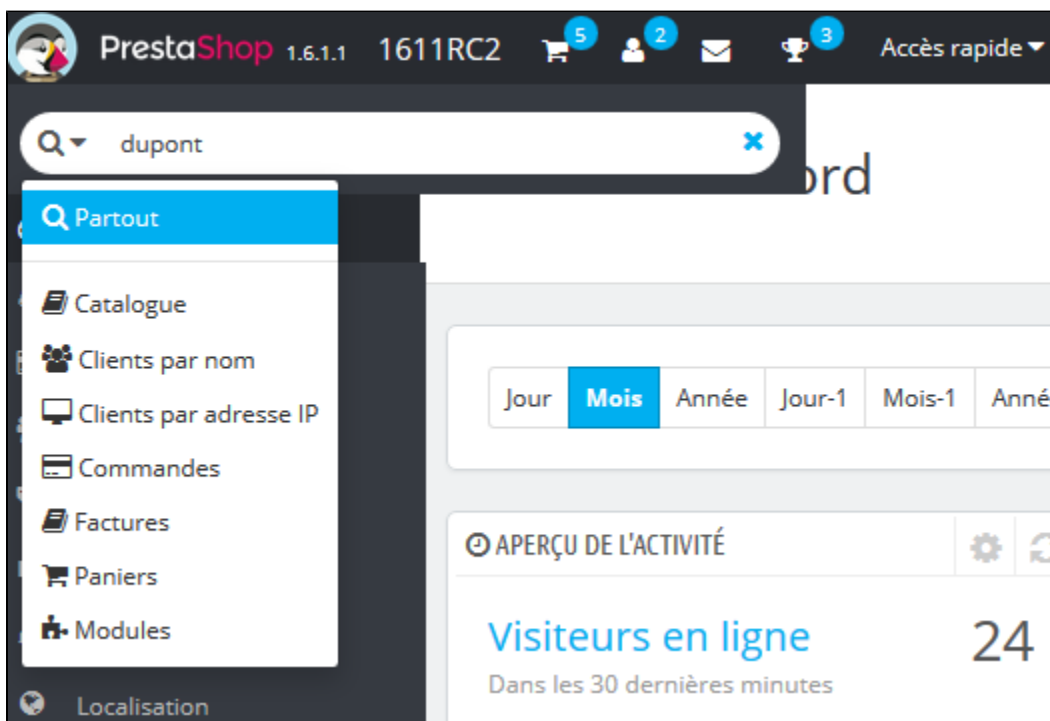 PrestaShop 1.6.1.1 1611RC2 5 2 3 Accès rapide
dupont
ord
Partout
Catalogue
Clients par nom
Clients par adresse IP
Commandes
Factures
Paniers
Modules
Localisation
Jour Mois Année Jour-1 Mois-1 Anné
APERÇU DE L'ACTIVITÉ
Visiteurs en ligne 24
Dans les 30 dernières minutes